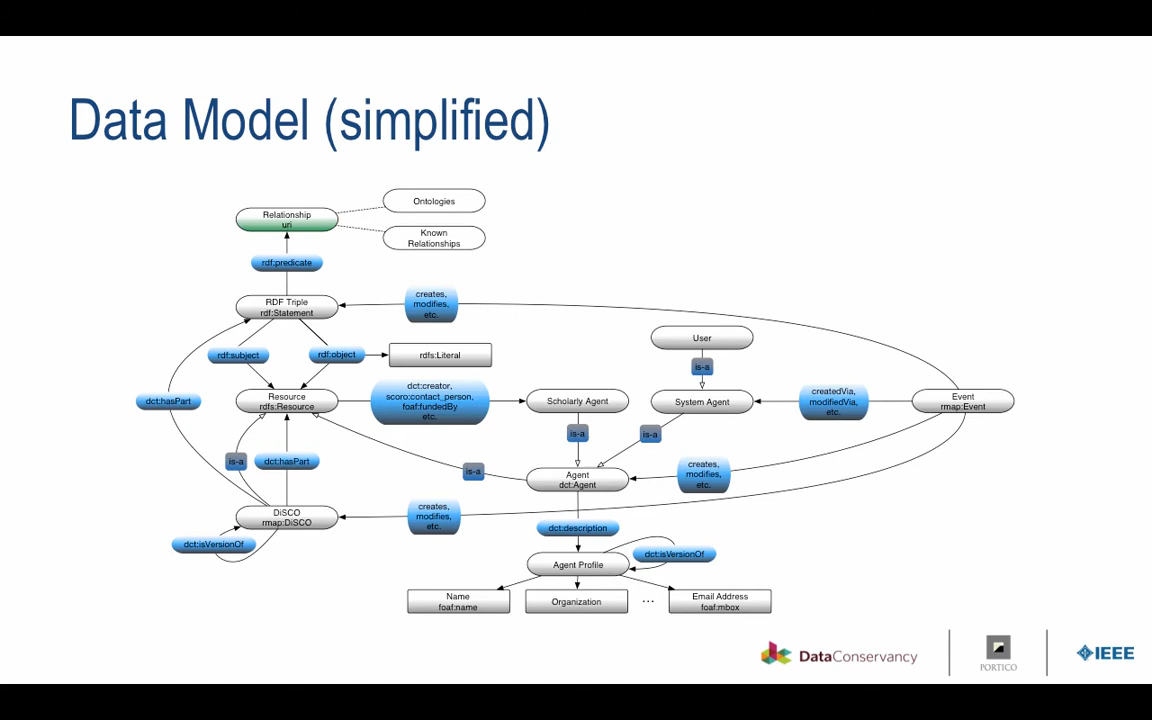 Data Model (simplified)
Relationship
uri
Ontologies
Known
Relationships
rdf:predicate
RDF Triple
rdf:Statement
creates,
modifies,
etc.
User
rdf:subject
rdf:object
rdfs:Literal
is-a
dct:hasPart
Resource
rdfs:Resource
dct:creator,
scoro:contact_person,
foaf:fundedBy
etc.
Scholarly Agent
System Agent
createdVia,
modifiedVia,
etc.
Event
rmap:Event
is-a
is-a
is-a
dct:hasPart
is-a
Agent
dct:Agent
creates,
modifies,
etc.
DiSCO
rmap:DiSCO
creates,
modifies,
etc.
dct:description
dct:isVersionOf
Agent Profile
dct:isVersionOf
Name
foaf:name
Organization
...
Email Address
foaf:mbox
DataConservancy
PORTICO
IEEE